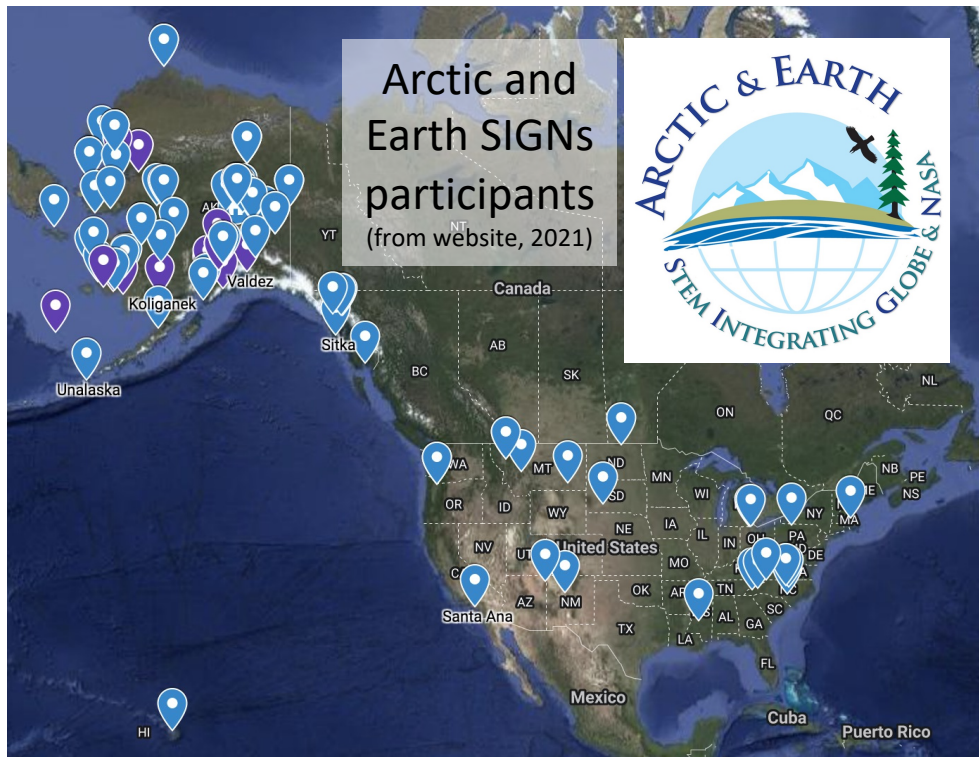 Arctic and
Earth SIGNs
participants
(from website, 2021)
ARCTIC & EARTH
STEM INTEGRATING GLOBE & NASA
AK
YT
NT
Valdez
Koliganek
Canada
Sitka
Unalaska
AB
BC
SK
NL
ON
QC
WA
MT
ND
NB
PE
ME
NS
OR
ID
SD
MN
WI
NY
MA
WY
NE
IA
IL
IN
OH
PA
DE
NV
UT
United States
MO
Santa Ana
AZ
NM
OK
AR
TN
NC
SC
TX
LA
AL
GA
FL
HI
Mexico
Cuba
Puerto Rico